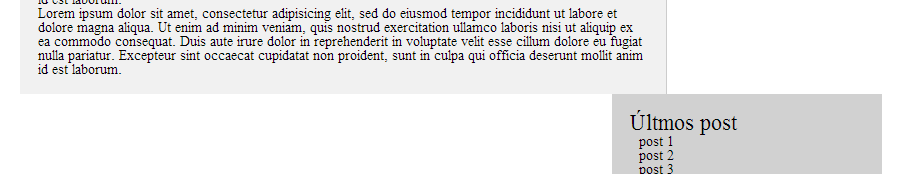 id est laborum.
Lorem ipsum dolor sit amet, consectetur adipisicing elit, sed do eiusmod tempor incididunt ut labore et
dolore magna aliqua. Ut enim ad minim veniam, quis nostrud exercitation ullamco laboris nisi ut aliquip ex
ea commodo consequat. Duis aute irure dolor in reprehenderit in voluptate velit esse cillum dolore eu fugiat
nulla pariatur. Excepteur sint occaecat cupidatat non proident, sunt in culpa qui officia deserunt mollit anim
id est laborum.
Últmos post
post 1
post 2
post 3